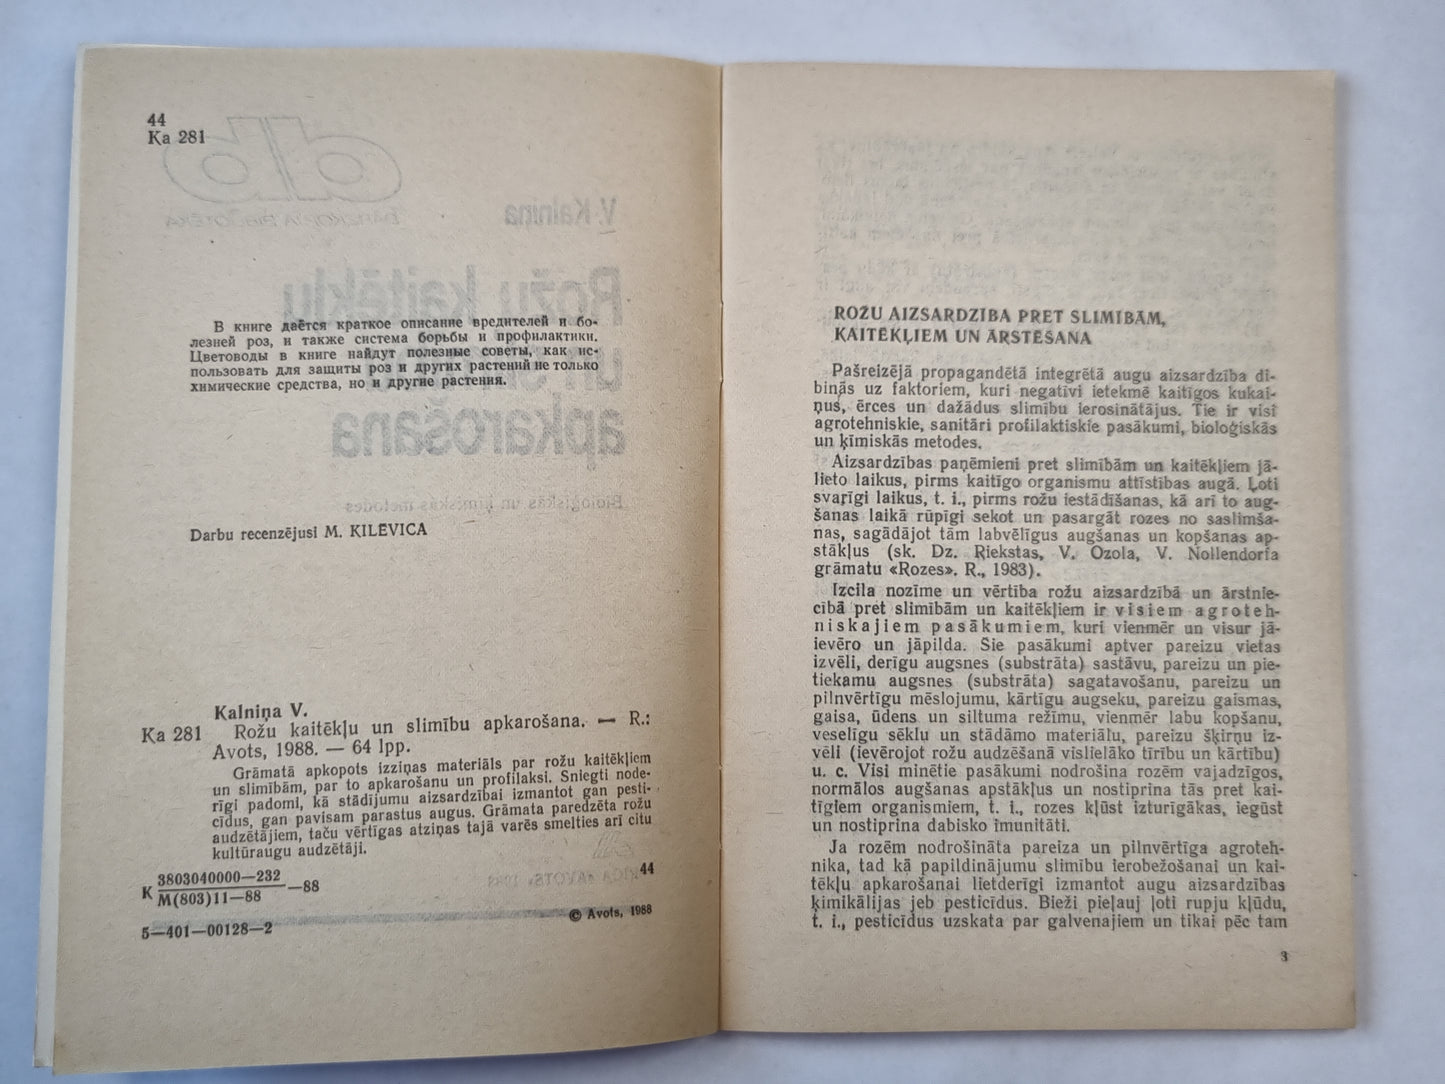 44
Ka 281
В книге даётся краткое описание вредителей и бо-
лезней роз, и также система борьбы и профилактики.
Цветоводы в книге найдут полезные советы, как ис-
пользовать для защиты роз и других растений не только
химические средства, но и другие растения.
Darbu recenzējusi M. KILEVICA
Kalniņa V.
Ka 281 Rožu kaitēkļu un slimību apkarošana. — R.:
Avots, 1988. — 64 lpp.
Grāmatā apkopots izziņas materiāls par rožu kaitēkļiem
un slimībām, par to apkarošanu un profilaksi. Sniegti node-
rīgi padomi, kā stādījumu aizsardzībai izmantot gan pesti-
cīdus, gan pavisam parastus augus. Grāmata paredzēta rožu
audzētājiem, taču vērtīgas atziņas tajā varēs smelties arī citu
kultūraugu audzētāji.
44
K 3803040000—232
M(803)11—88 —88
© Avots, 1988
5—401—00128—2
ROŽU AIZSARDZĪBA PRET SLIMĪBĀM,
KAITĒKĻIEM UN ĀRSTĒŠANA
Pašreizējā propagandētā integrētā augu aizsardzība di-
binās uz faktoriem, kuri negatīvi ietekmē kaitīgos kukai-
ņus, ērces un dažādus slimību ierosinātājus. Tie ir visi
agrotehniskie, sanitāri profilaktiskie pasākumi, bioloģiskās
un ķīmiskās metodes.
Aizsardzības paņēmieni pret slimībām un kaitēkļiem jā-
lieto laikus, pirms kaitīgo organismu attīstības augā. Ļoti
svarīgi laikus, t. i., pirms rožu iestādīšanas, kā arī to aug-
šanas laikā rūpīgi sekot un pasargāt rozes no saslimša-
nas, sagādājot tām labvēlīgus augšanas un kopšanas ap-
stākļus (sk. Dz. Riekstas, V. Ozola, V. Nollendorfa
grāmatu «Rozes». R., 1983).
Izcila nozīme un vērtība rožu aizsardzībā un ārstnie-
cībā pret slimībām un kaitēkļiem ir visiem agroteh-
niskajiem pasākumiem, kuri vienmēr un visur jā-
ievēro un jāpilda. Šie pasākumi aptver pareizu vietas
izvēli, derīgu augsnes (substrāta) sastāvu, pareizu un pie-
tiekamu augsnes (substrāta) sagatavošanu, pareizu un
pilnvērtīgu mēslojumu, kārtīgu augseku, pareizu gaismas,
gaisa, ūdens un siltuma režīmu, vienmēr labu kopšanu,
veselīgu sēklu un stādāmo materiālu, pareizu šķirņu iz-
vēli (ievērojot rožu audzēšanā vislielāko tīrību un kārtību)
u. c. Visi minētie pasākumi nodrošina rozēm vajadzīgos,
normālos augšanas apstākļus un nostiprina tās pret kai-
tīgiem organismiem, t. i., rozes kļūst izturīgākas, iegūst
un nostiprina dabisko imunitāti.
Ja rozēm nodrošināta pareiza un pilnvērtīga agroteh-
nika, tad kā papildinājumu slimību ierobežošanai un kai-
tēkļu apkarošanai lietderīgi izmantot augu aizsardzības
ķimikālijas jeb pesticīdus. Bieži pieļauj ļoti rupju kļūdu,
t. i., pesticīdus uzskata par galvenajiem un tikai pēc tam
3